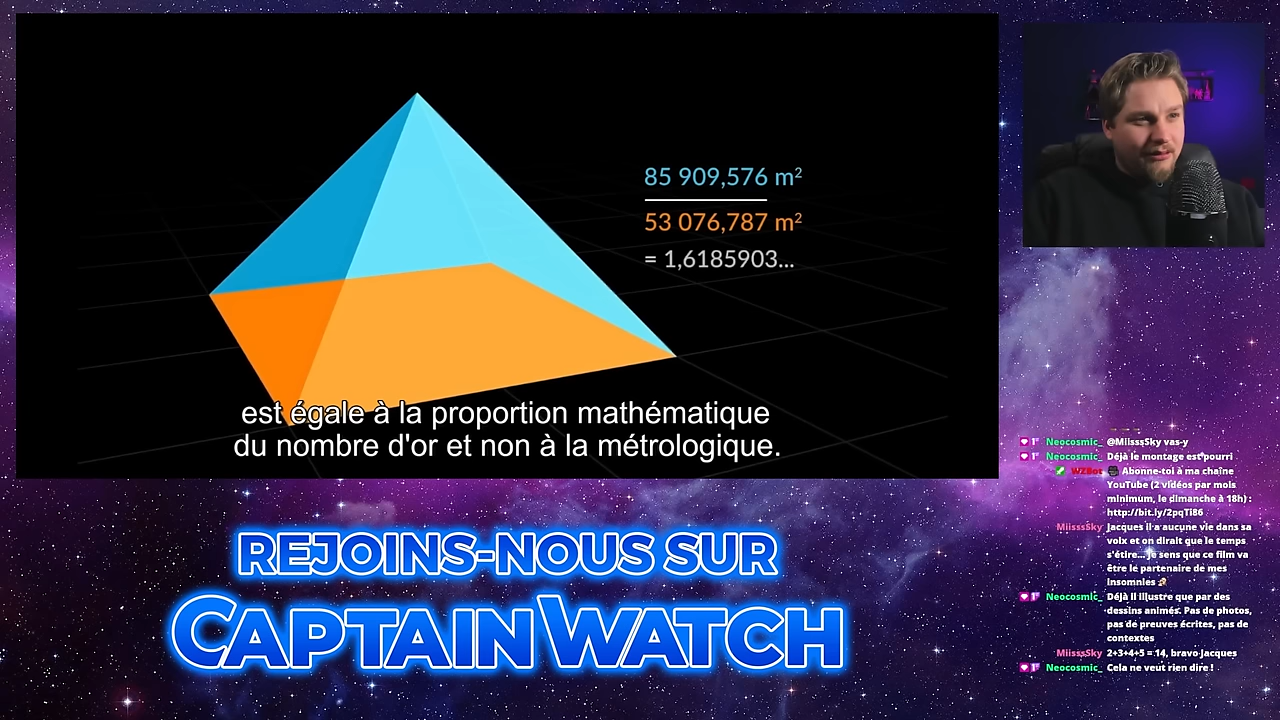 85 909,576 m²
53 076,787 m²
= 1,6185903...
est égale à la proportion mathématique
du nombre d'or et non à la métrologique.
REJOINS-NOUS SUR
CAPTAINWATCH
Neocosmic_ @MiisssSky vas-y
Neocosmic_ Déjà le montage est pourri
WZBot Abonne-toi à ma chaîne
YouTube (2 vidéos par mois
minimum, le dimanche à 18h) :
http://bit.ly/2pqTi86
MiisssSky Jacques il a aucune vie dans sa
voix et on dirait que le temps
s'étire... je sens que ce film va
être le partenaire de mes
insomnies
Neocosmic_ Déjà il illustre que par des
dessins animés. Pas de photos,
pas de preuves écrites, pas de
contextes
MiisssSky 2+3+4+5 = 14, bravo Jacques
Neocosmic_ Cela ne veut rien dire !